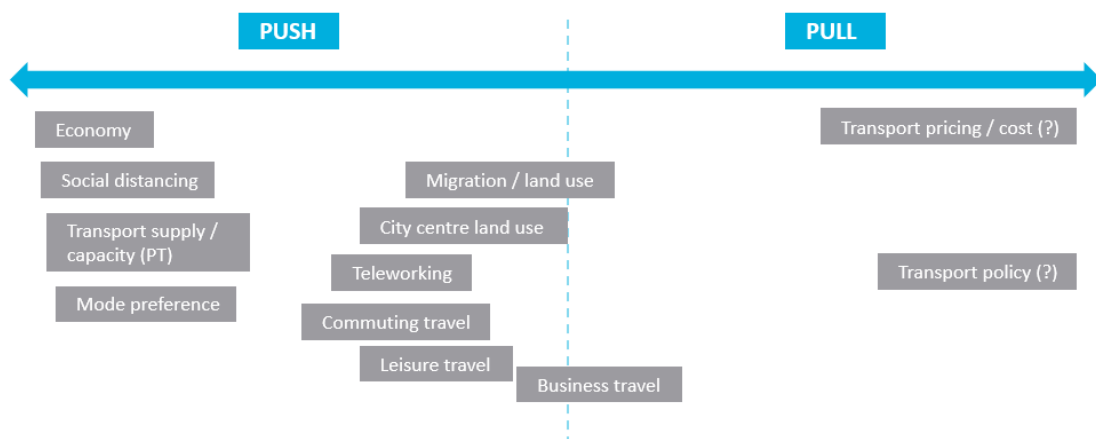 PUSH
PULL
Economy
Transport pricing / cost (?)
Social distancing
Migration / land use
Transport supply /
capacity (PT)
City centre land use
Teleworking
Transport policy (?)
Mode preference
Commuting travel
Leisure travel
Business travel